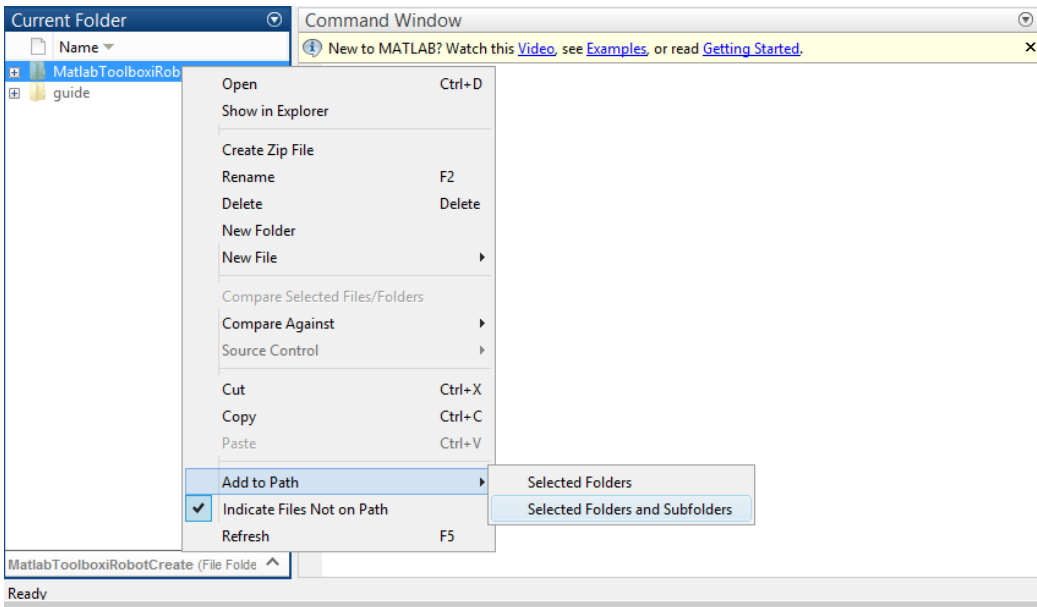 Current Folder
Command Window
Name
New to MATLAB? Watch this Video, see Examples, or read Getting Started.
MatlabToolboxiRob
guide
Open Ctrl+D
Show in Explorer
Create Zip File
Rename F2
Delete Delete
New Folder
New File
Compare Selected Files/Folders
Compare Against
Source Control
Cut Ctrl+X
Copy Ctrl+C
Paste Ctrl+V
Add to Path
Selected Folders
Indicate Files Not on Path
Selected Folders and Subfolders
Refresh F5
MatlabToolboxiRobotCreate (File Folde
Ready